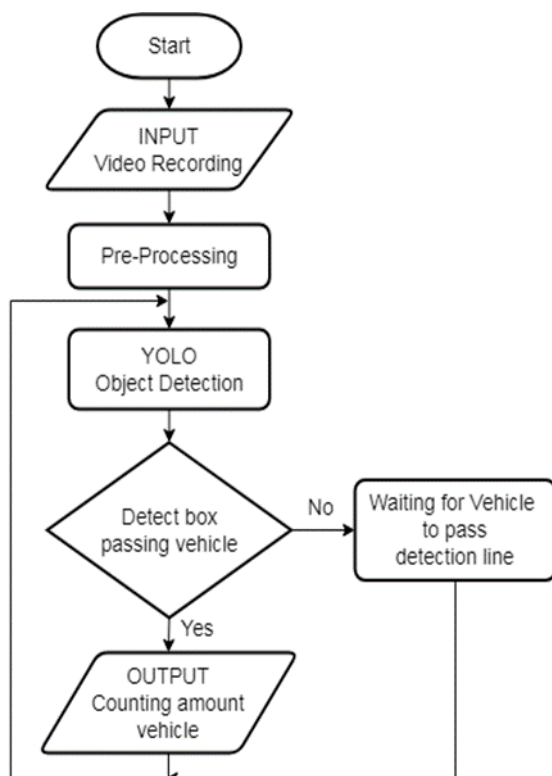 Start
INPUT
Video Recording
Pre-Processing
YOLO
Object Detection
Detect box
passing vehicle
No
Waiting for Vehicle
to pass
detection line
Yes
OUTPUT
Counting amount
vehicle